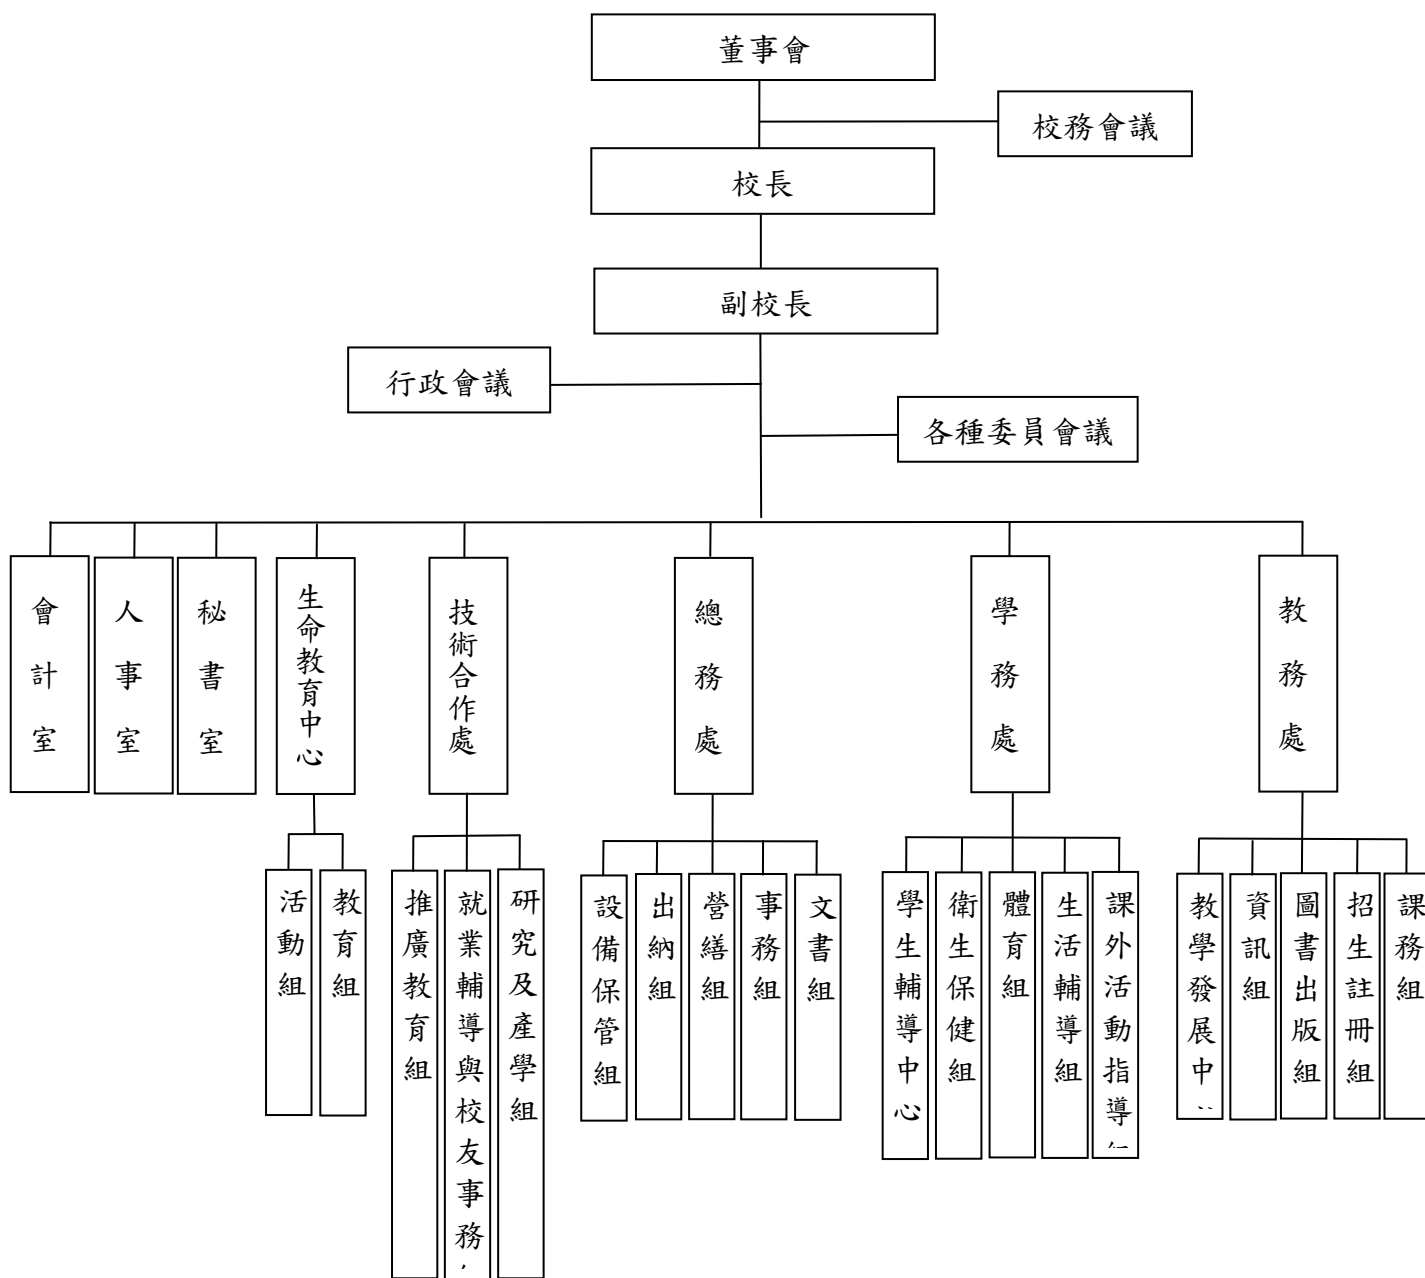 董事會
校務會議
校長
副校長
行政會議
各種委員會議
會計室
人事室
秘書室
生命教育中心
技術合作處
總務處
學務處
教務處
活動組
教育組
推廣教育組
就業輔導與校友事務
研究及產學組
設備保管組
出納組
營繕組
事務組
文書組
學生輔導中心
衛生保健組
體育組
生活輔導組
課外活動指導
教學發展中
資訊組
圖書出版組
招生註冊組
課務組